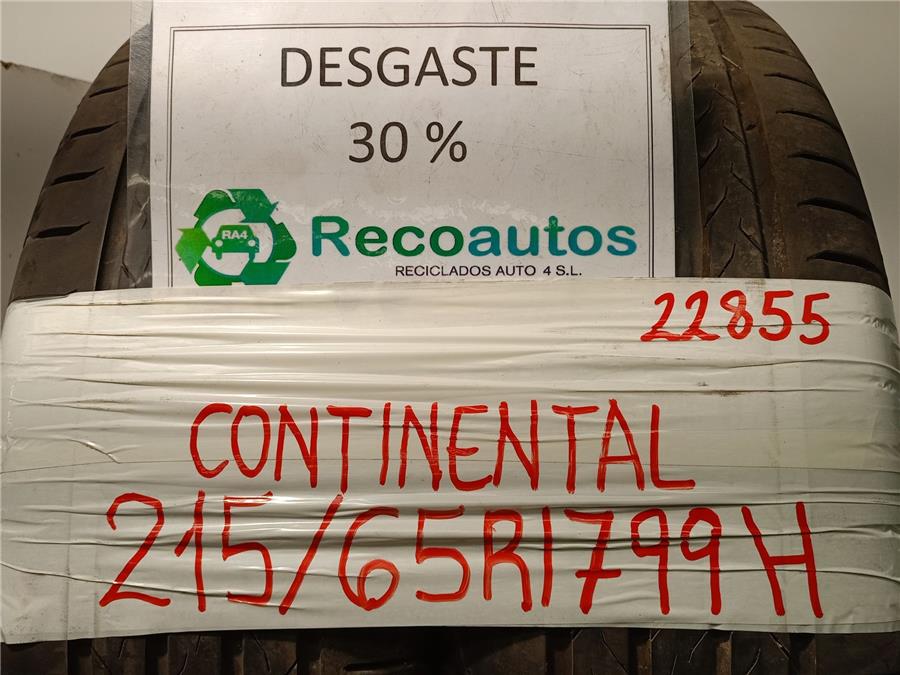 DESGASTE
30 %
RA4
Recoautos
RECICLADOS AUTO 4 S.L.
22855
CONTINENTAL
215/65R1799H